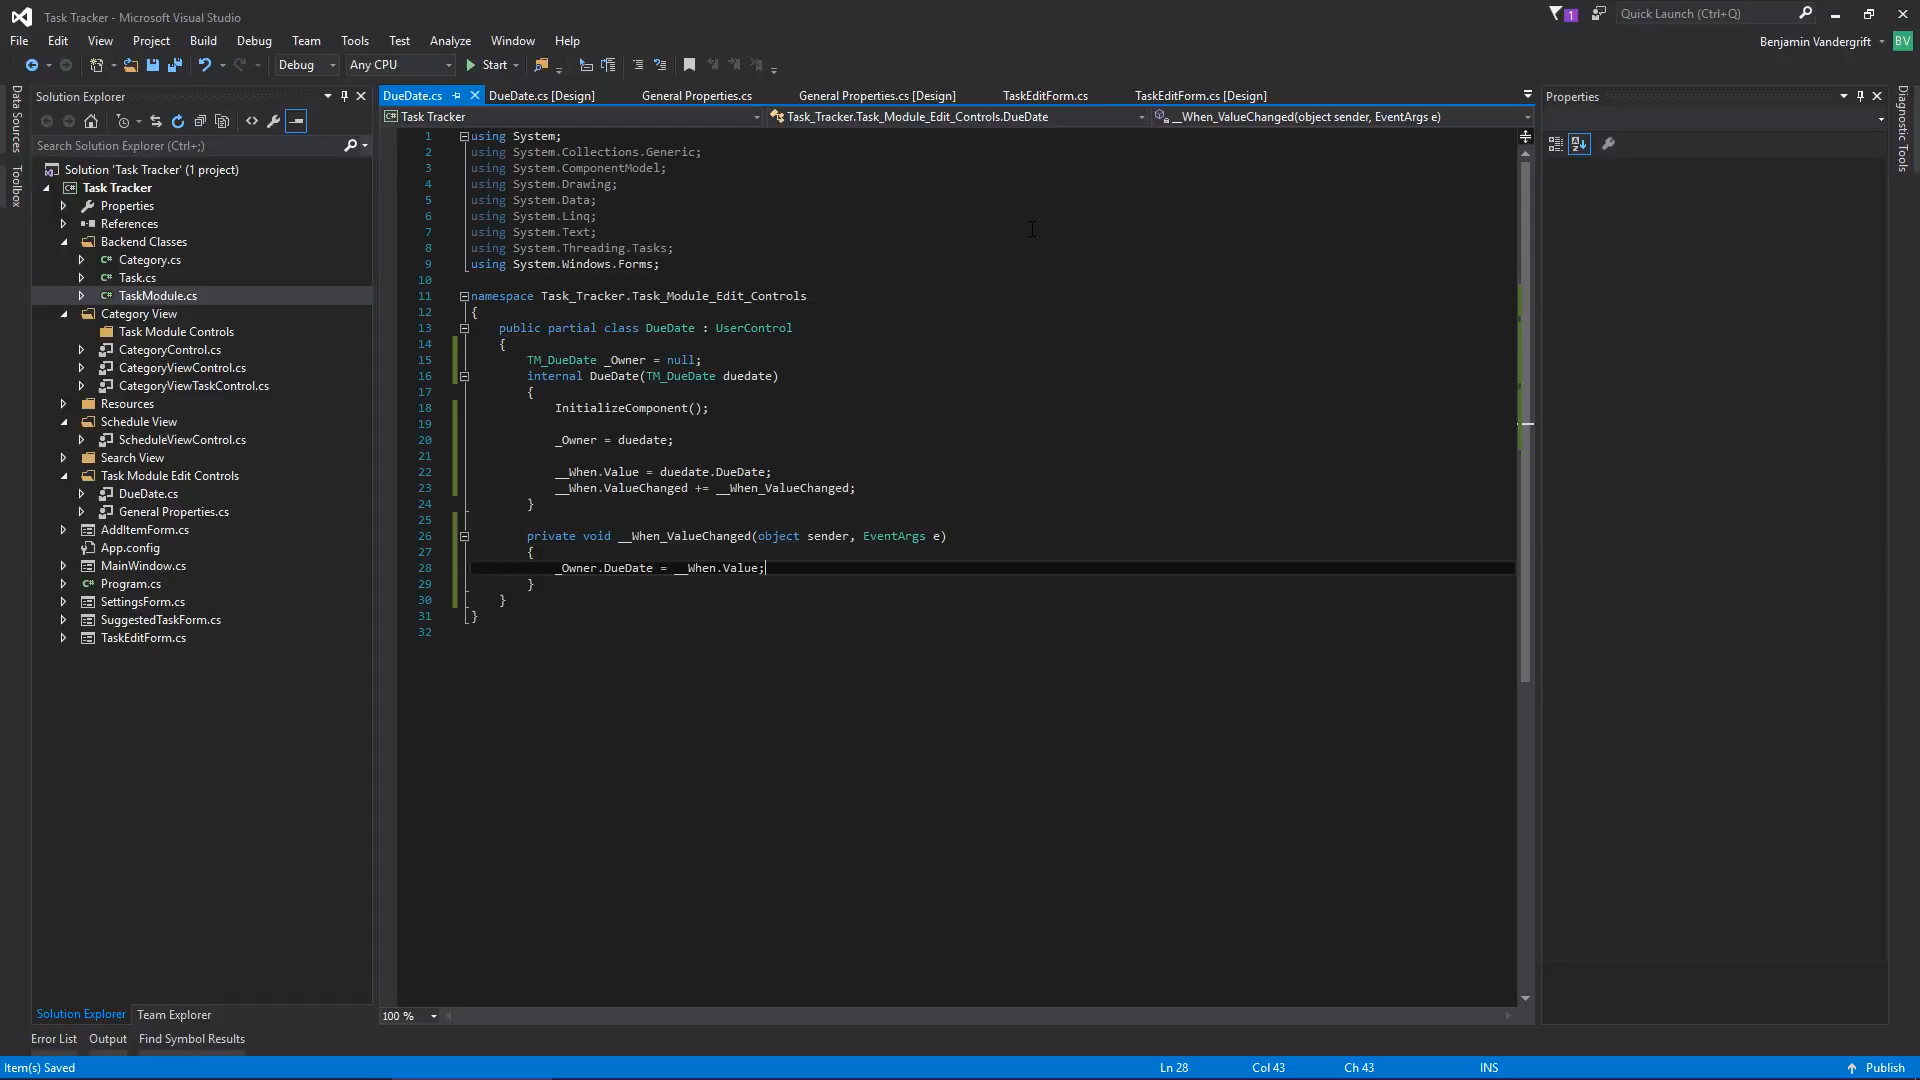 Task Tracker - Microsoft Visual Studio
1
Quick Launch (Ctrl+Q)
File Edit View Project Build Debug Team Tools Test Analyze Window Help
Benjamin Vandergrift BV
Debug Any CPU Start
Data Sources
Toolbox
Solution Explorer
Search Solution Explorer (Ctrl+;)
Solution 'Task Tracker' (1 project)
Task Tracker
Properties
References
Backend Classes
Category.cs
Task.cs
TaskModule.cs
Category View
Task Module Controls
CategoryControl.cs
CategoryViewControl.cs
CategoryViewTaskControl.cs
Resources
Schedule View
ScheduleViewControl.cs
Search View
Task Module Edit Controls
DueDate.cs
General Properties.cs
AddItemForm.cs
App.config
MainWindow.cs
Program.cs
SettingsForm.cs
SuggestedTaskForm.cs
TaskEditForm.cs
Solution Explorer Team Explorer
DueDate.cs DueDate.cs [Design] General Properties.cs General Properties.cs [Design] TaskEditForm.cs TaskEditForm.cs [Design]
Task Tracker Task_Tracker.Task_Module_Edit_Controls.DueDate __When_ValueChanged(object sender, EventArgs e)
1 using System;
2 using System.Collections.Generic;
3 using System.ComponentModel;
4 using System.Drawing;
5 using System.Data;
6 using System.Linq;
7 using System.Text;
8 using System.Threading.Tasks;
9 using System.Windows.Forms;
10
11 namespace Task_Tracker.Task_Module_Edit_Controls
12 {
13 public partial class DueDate : UserControl
14 {
15 TM_DueDate _Owner = null;
16 internal DueDate(TM_DueDate duedate)
17 {
18 InitializeComponent();
19
20 _Owner = duedate;
21
22 __When.Value = duedate.DueDate;
23 __When.ValueChanged += __When_ValueChanged;
24 }
25
26 private void __When_ValueChanged(object sender, EventArgs e)
27 {
28 _Owner.DueDate = __When.Value;
29 }
30 }
31 }
32
100 %
Properties
Diagnostic Tools
Error List Output Find Symbol Results
Item(s) Saved Ln 28 Col 43 Ch 43 INS Publish